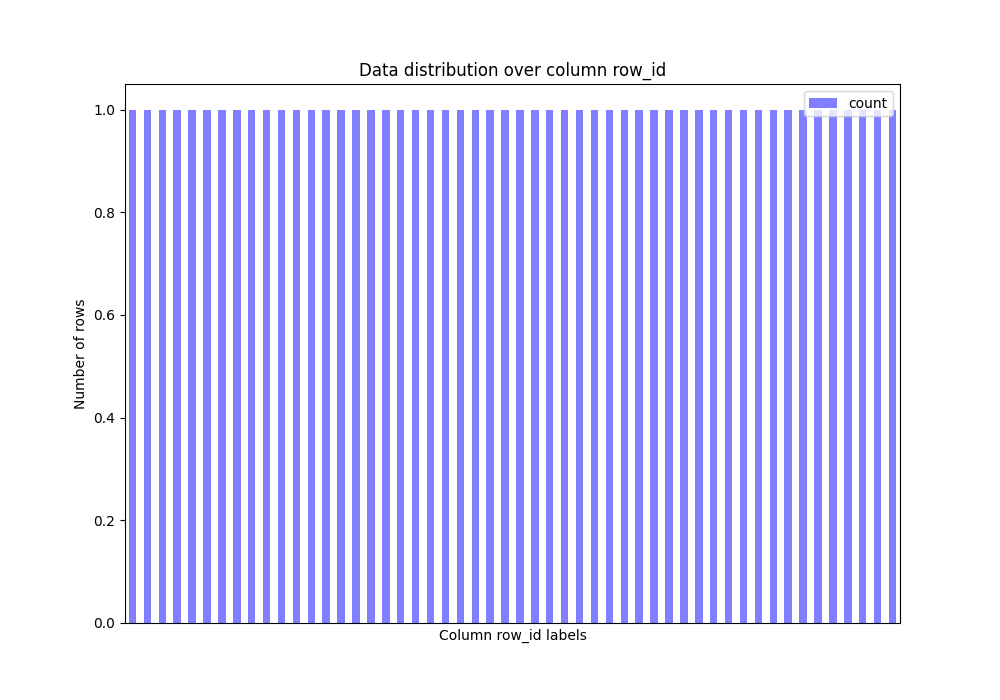 Data distribution over column row_id
count
1.0
0.8
0.6
0.4
0.2
0.0
Number of rows
Column row_id labels